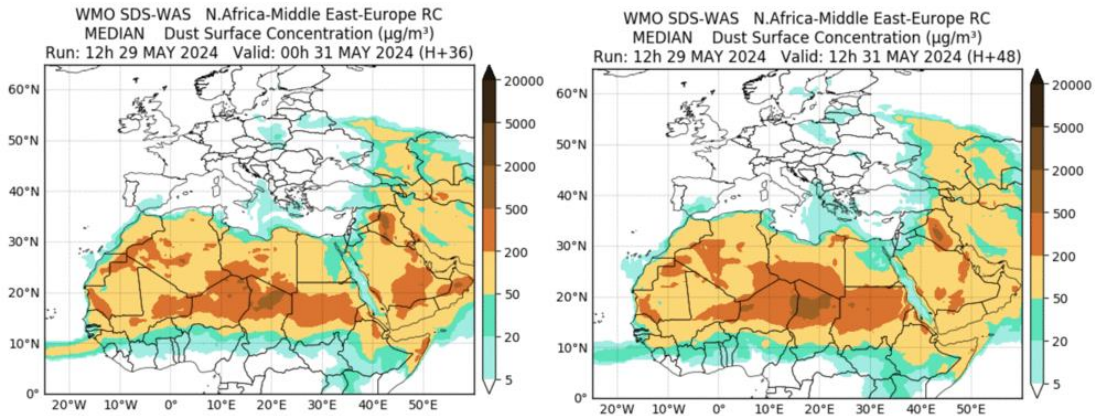 WMO SDS-WAS N.Africa-Middle East-Europe RC
MEDIAN Dust Surface Concentration (µg/m³)
Run: 12h 29 MAY 2024 Valid: 00h 31 MAY 2024 (H+36)
60°N
50°N
40°N
30°N
20°N
10°N
0°
20°W
10°W
0°
10°E
20°E
30°E
40°E
50°E
20000
5000
2000
500
200
50
20
5
WMO SDS-WAS N.Africa-Middle East-Europe RC
MEDIAN Dust Surface Concentration (µg/m³)
Run: 12h 29 MAY 2024 Valid: 12h 31 MAY 2024 (H+48)
60°N
50°N
40°N
30°N
20°N
10°N
0°
20°W
10°W
0°
10°E
20°E
30°E
40°E
50°E
20000
5000
2000
500
200
50
20
5